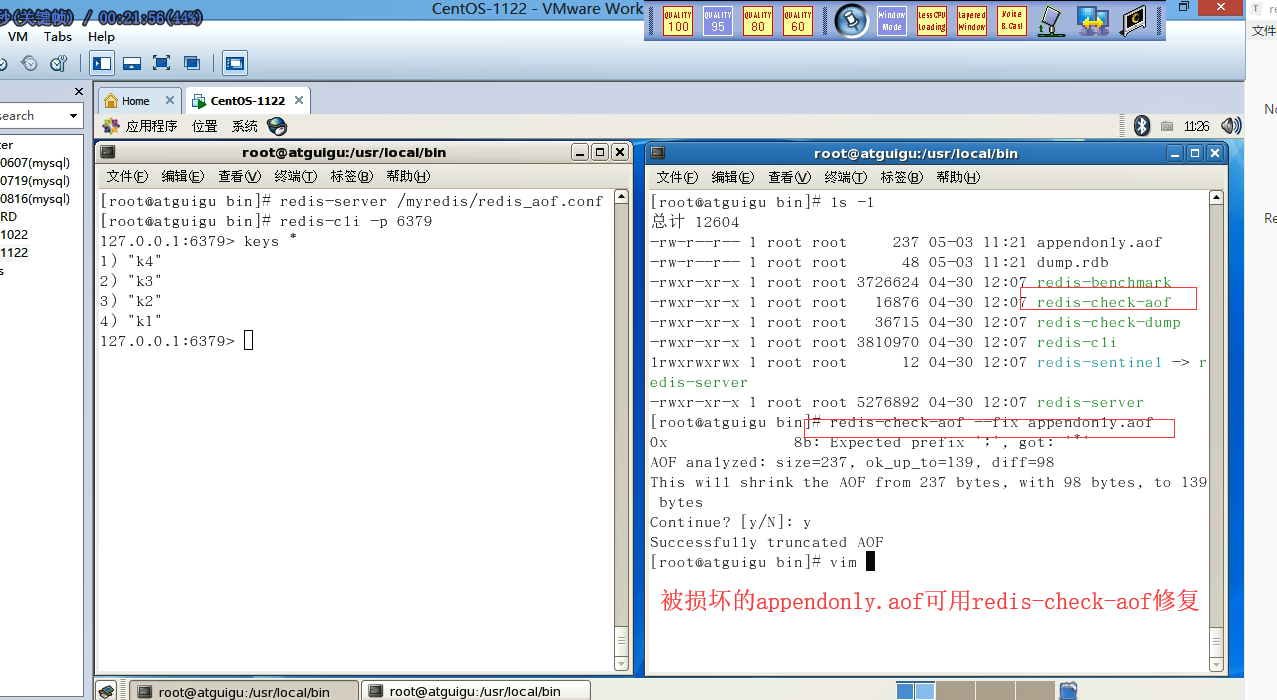 秒(关键帧) / 00:21:56(44%)
CentOS-1122 - VMware Work
QUALITY 100
QUALITY 95
QUALITY 80
QUALITY 60
Window Mode
Less CPU Loading
Layered Window
Noise & Cast
VM Tabs Help
文件
search
Home
CentOS-1122
应用程序 位置 系统
11:26
ter
0607(mysql)
0719(mysql)
0816(mysql)
RD
1022
1122
s
root@atguigu:/usr/local/bin
文件(F) 编辑(E) 查看(V) 终端(T) 标签(B) 帮助(H)
[root@atguigu bin]# redis-server /myredis/redis_aof.conf
[root@atguigu bin]# redis-cli -p 6379
127.0.0.1:6379> keys *
1) "k4"
2) "k3"
3) "k2"
4) "k1"
127.0.0.1:6379>
root@atguigu:/usr/local/bin
文件(F) 编辑(E) 查看(V) 终端(T) 标签(B) 帮助(H)
[root@atguigu bin]# ls -l
总计 12604
-rw-r--r-- 1 root root 237 05-03 11:21 appendonly.aof
-rw-r--r-- 1 root root 48 05-03 11:21 dump.rdb
-rwxr-xr-x 1 root root 3726624 04-30 12:07 redis-benchmark
-rwxr-xr-x 1 root root 16876 04-30 12:07 redis-check-aof
-rwxr-xr-x 1 root root 36715 04-30 12:07 redis-check-dump
-rwxr-xr-x 1 root root 3810970 04-30 12:07 redis-cli
lrwxrwxrwx 1 root root 12 04-30 12:07 redis-sentinel -> r
edis-server
-rwxr-xr-x 1 root root 5276892 04-30 12:07 redis-server
[root@atguigu bin]# redis-check-aof --fix appendonly.aof
0x 8b: Expected prefix ';', got: '*'
AOF analyzed: size=237, ok_up_to=139, diff=98
This will shrink the AOF from 237 bytes, with 98 bytes, to 139
bytes
Continue? [y/N]: y
Successfully truncated AOF
[root@atguigu bin]# vim
被损坏的appendonly.aof可用redis-check-aof修复
root@atguigu:/usr/local/bin
root@atguigu:/usr/local/bin